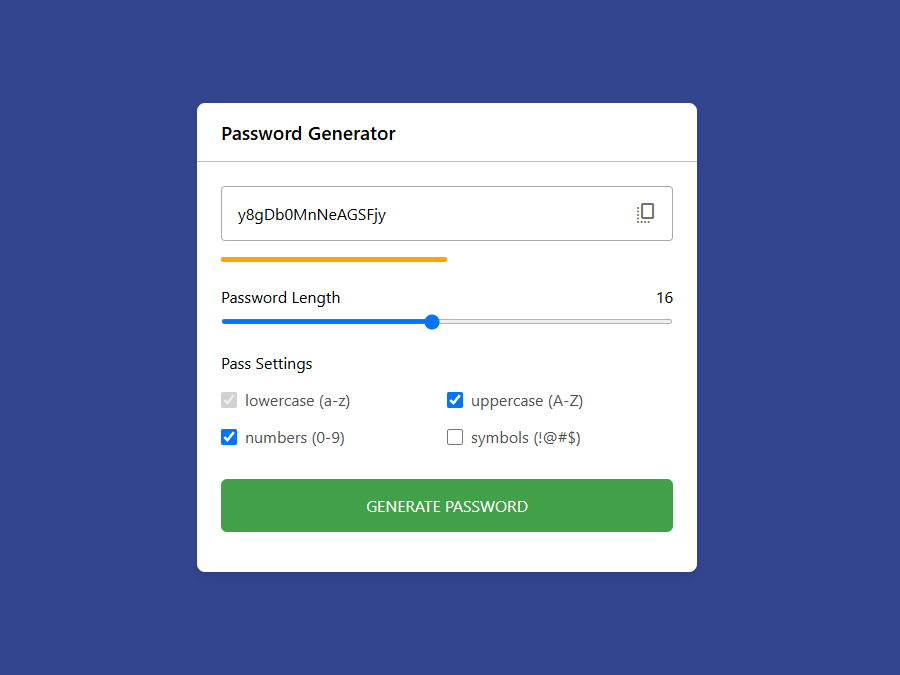 Password Generator
y8gDb0MnNeAGSFjy
Password Length 16
Pass Settings
lowercase (a-z) uppercase (A-Z)
numbers (0-9) symbols (!@#$)
GENERATE PASSWORD